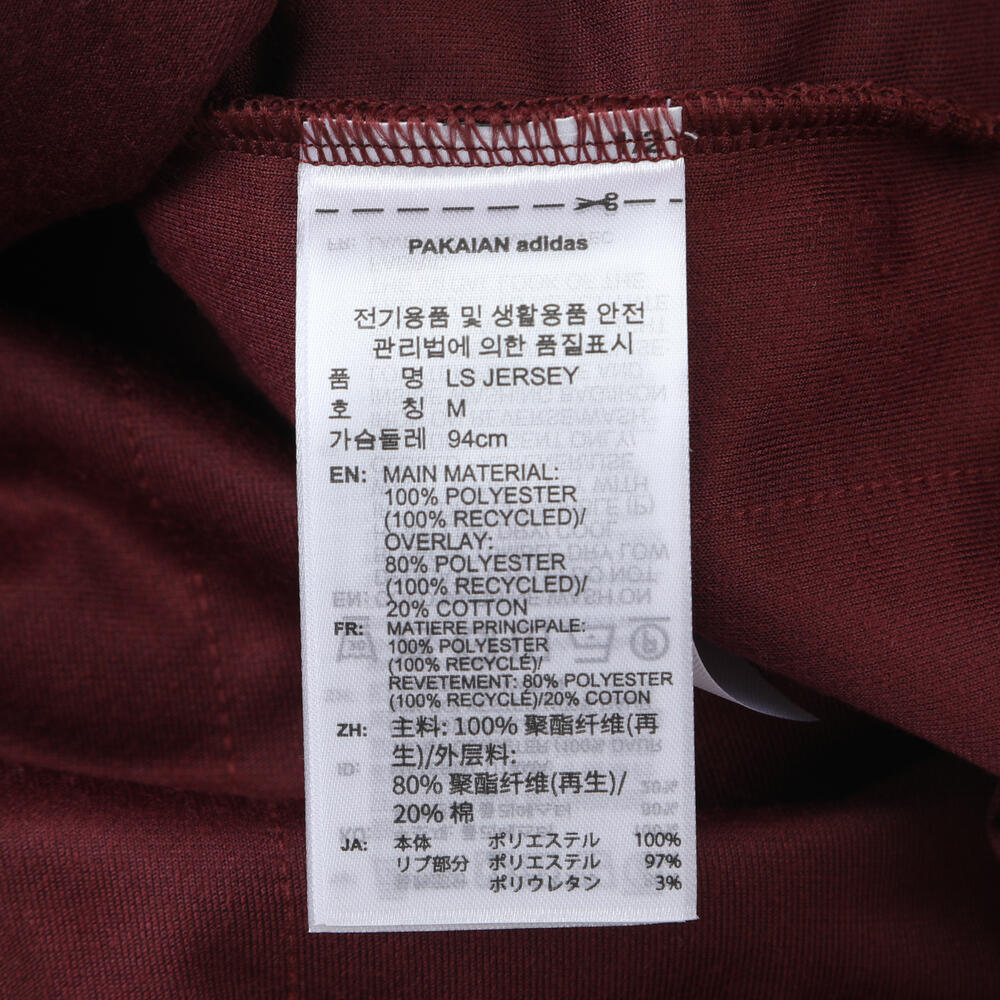 PAKAIAN adidas
전기용품 및 생활용품 안전
관리법에 의한 품질표시
품 명 LS JERSEY
호 칭 M
가슴둘레 94cm
EN: MAIN MATERIAL:
100% POLYESTER
(100% RECYCLED)/
OVERLAY:
80% POLYESTER
(100% RECYCLED)/
20% COTTON
FR: MATIERE PRINCIPALE:
100% POLYESTER
(100% RECYCLÉ)/
REVETEMENT: 80% POLYESTER
(100% RECYCLÉ)/20% COTON
ZH: 主料: 100% 聚酯纤维(再
生)/外层料:
80% 聚酯纤维(再生)/
20% 棉
JA: 本体 ポリエステル 100%
リブ部分 ポリエステル 97%
ポリウレタン 3%